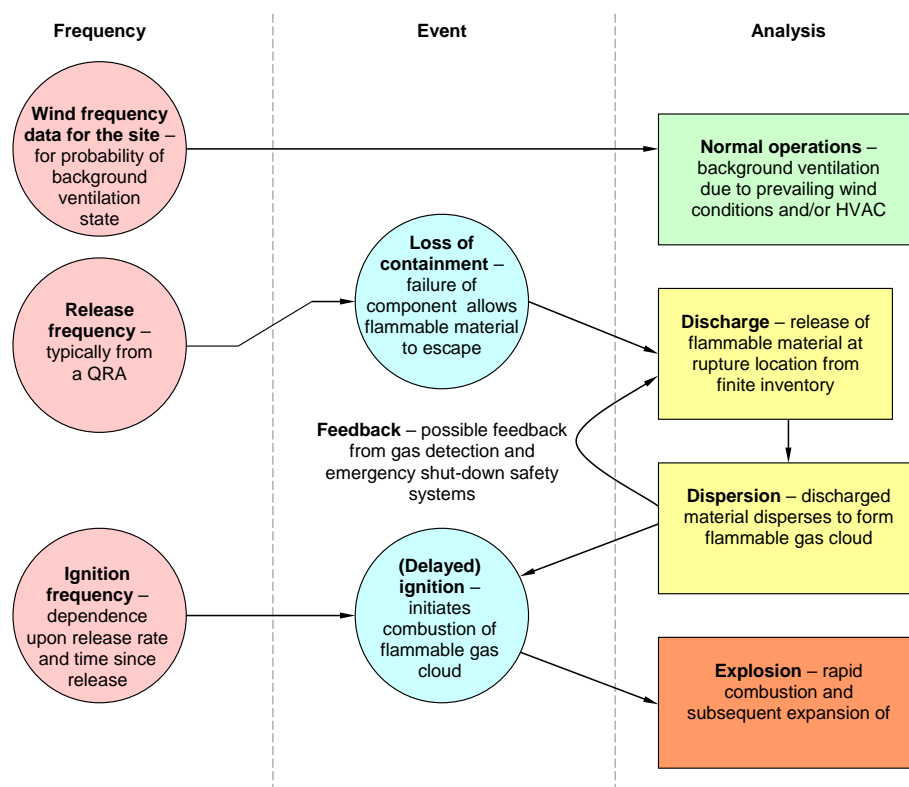 Frequency
Event
Analysis
Wind frequency
data for the site –
for probability of
background
ventilation
state
Normal operations –
background ventilation
due to prevailing wind
conditions and/or HVAC
Loss of
containment –
failure of
component allows
flammable material
to escape
Release
frequency –
typically from
a QRA
Discharge – release of
flammable material at
rupture location from
finite inventory
Feedback – possible feedback
from gas detection and
emergency shut-down safety
systems
Dispersion – discharged
material disperses to form
flammable gas cloud
Ignition
frequency –
dependence
upon release rate
and time since
release
(Delayed)
ignition –
initiates
combustion of
flammable gas
cloud
Explosion – rapid
combustion and
subsequent expansion of